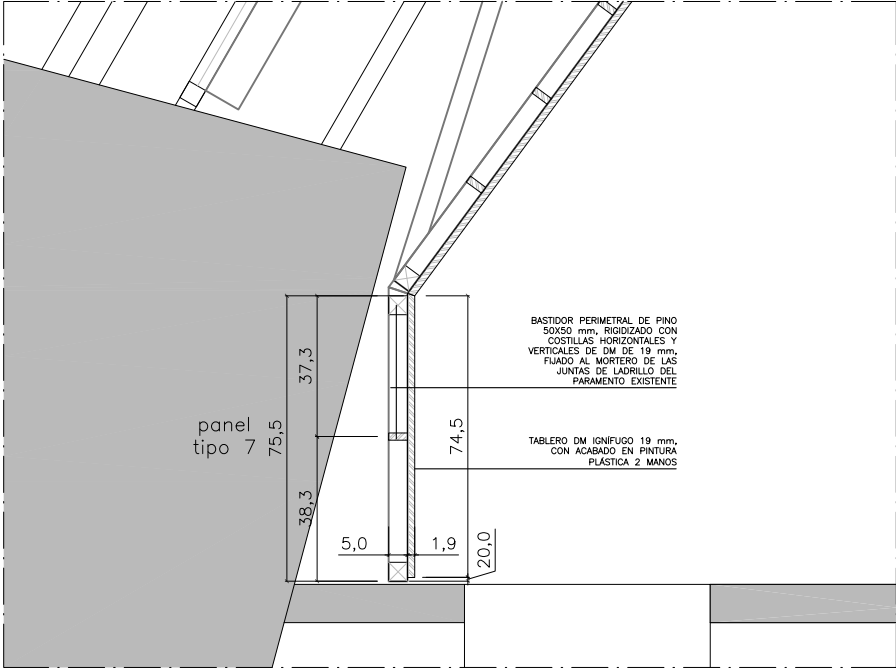 BASTIDOR PERIMETRAL DE PINO
50X50 mm, RIGIDIZADO CON
COSTILLAS HORIZONTALES Y
VERTICALES DE DM DE 19 mm,
FIJADO AL MORTERO DE LAS
JUNTAS DE LADRILLO DEL
PARAMENTO EXISTENTE
37,3
panel
tipo 7
75,5
74,5
TABLERO DM IGNÍFUGO 19 mm,
CON ACABADO EN PINTURA
PLÁSTICA 2 MANOS
38,3
5,0
1,9
20,0